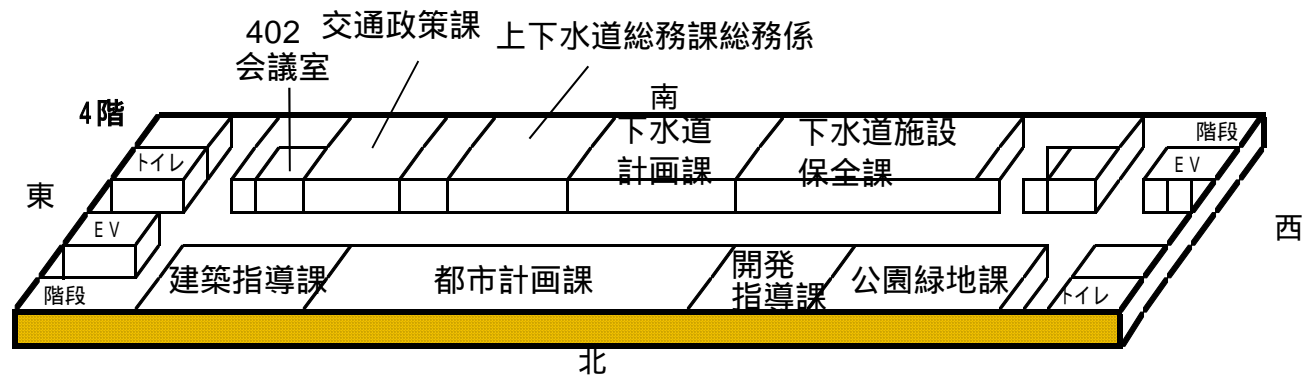 402
会議室
交通政策課
上下水道総務課総務係
南
4階
下水道
計画課
下水道施設
保全課
階段
トイレ
EV
東
EV
西
建築指導課
都市計画課
開発
指導課
公園緑地課
階段
トイレ
北